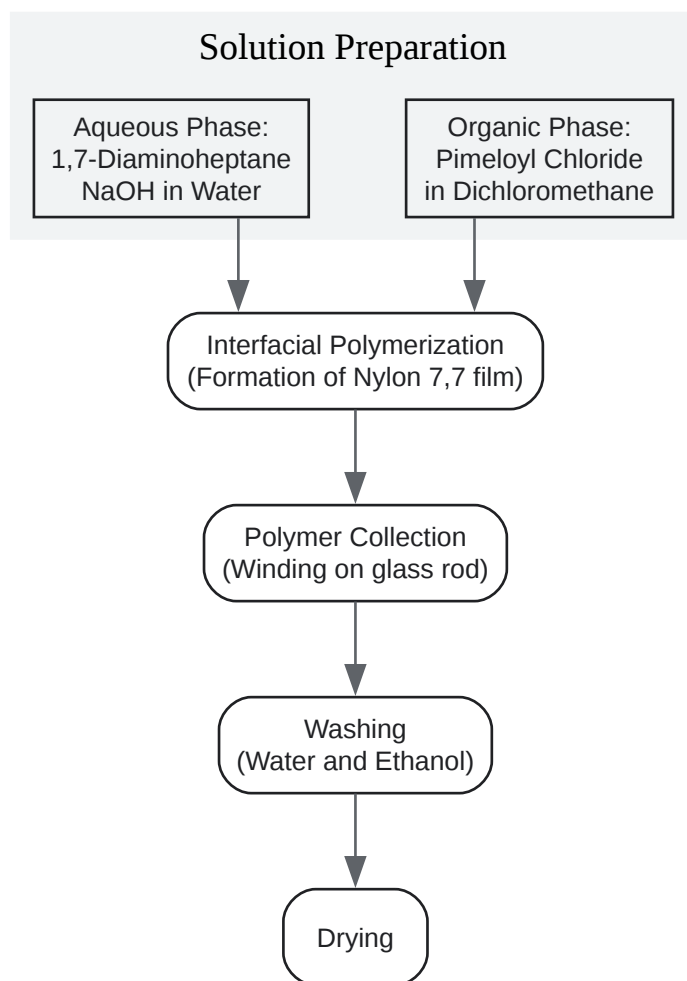 Solution Preparation
Aqueous Phase:
1,7-Diaminoheptane
NaOH in Water
Organic Phase:
Pimeloyl Chloride
in Dichloromethane
Interfacial Polymerization
(Formation of Nylon 7,7 film)
Polymer Collection
(Winding on glass rod)
Washing
(Water and Ethanol)
Drying